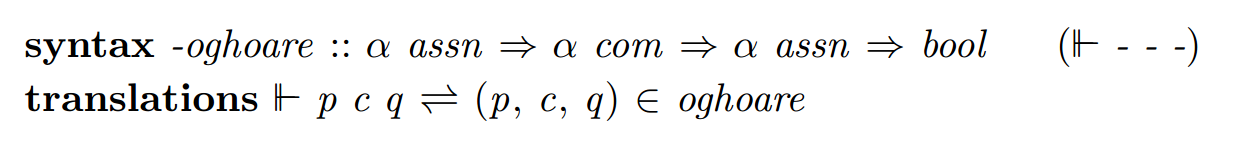 syntax -oghoare :: α assn ⇒ α com ⇒ α assn ⇒ bool (⊩ - - -)
translations ⊩ p c q ⇌ (p, c, q) ∈ oghoare